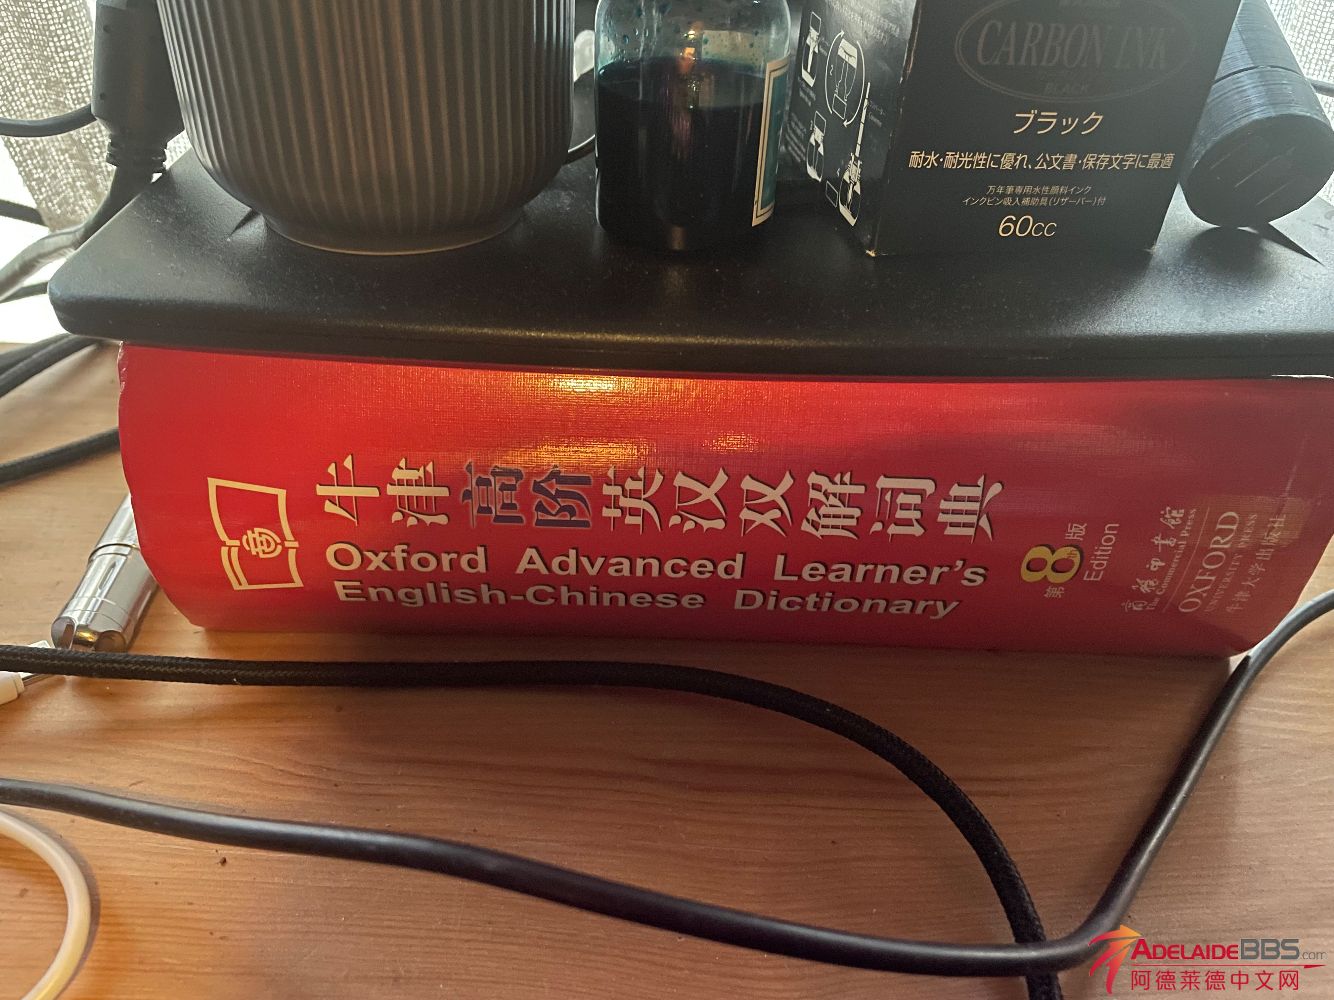 CARBON INK
BLACK
ブラック
耐水・耐光性に優れ、公文書・保存文字に最適
万年筆専用水性顔料インク
インクビン吸入補助具(リザーバー)付
60cc
牛津高阶英汉双解词典
Oxford Advanced Learner's
English-Chinese Dictionary
第8版
Edition
商务印书馆
The Commercial Press
OXFORD
UNIVERSITY PRESS
牛津大学出版社
ADELAIDEBBS.com
阿德莱德中文网